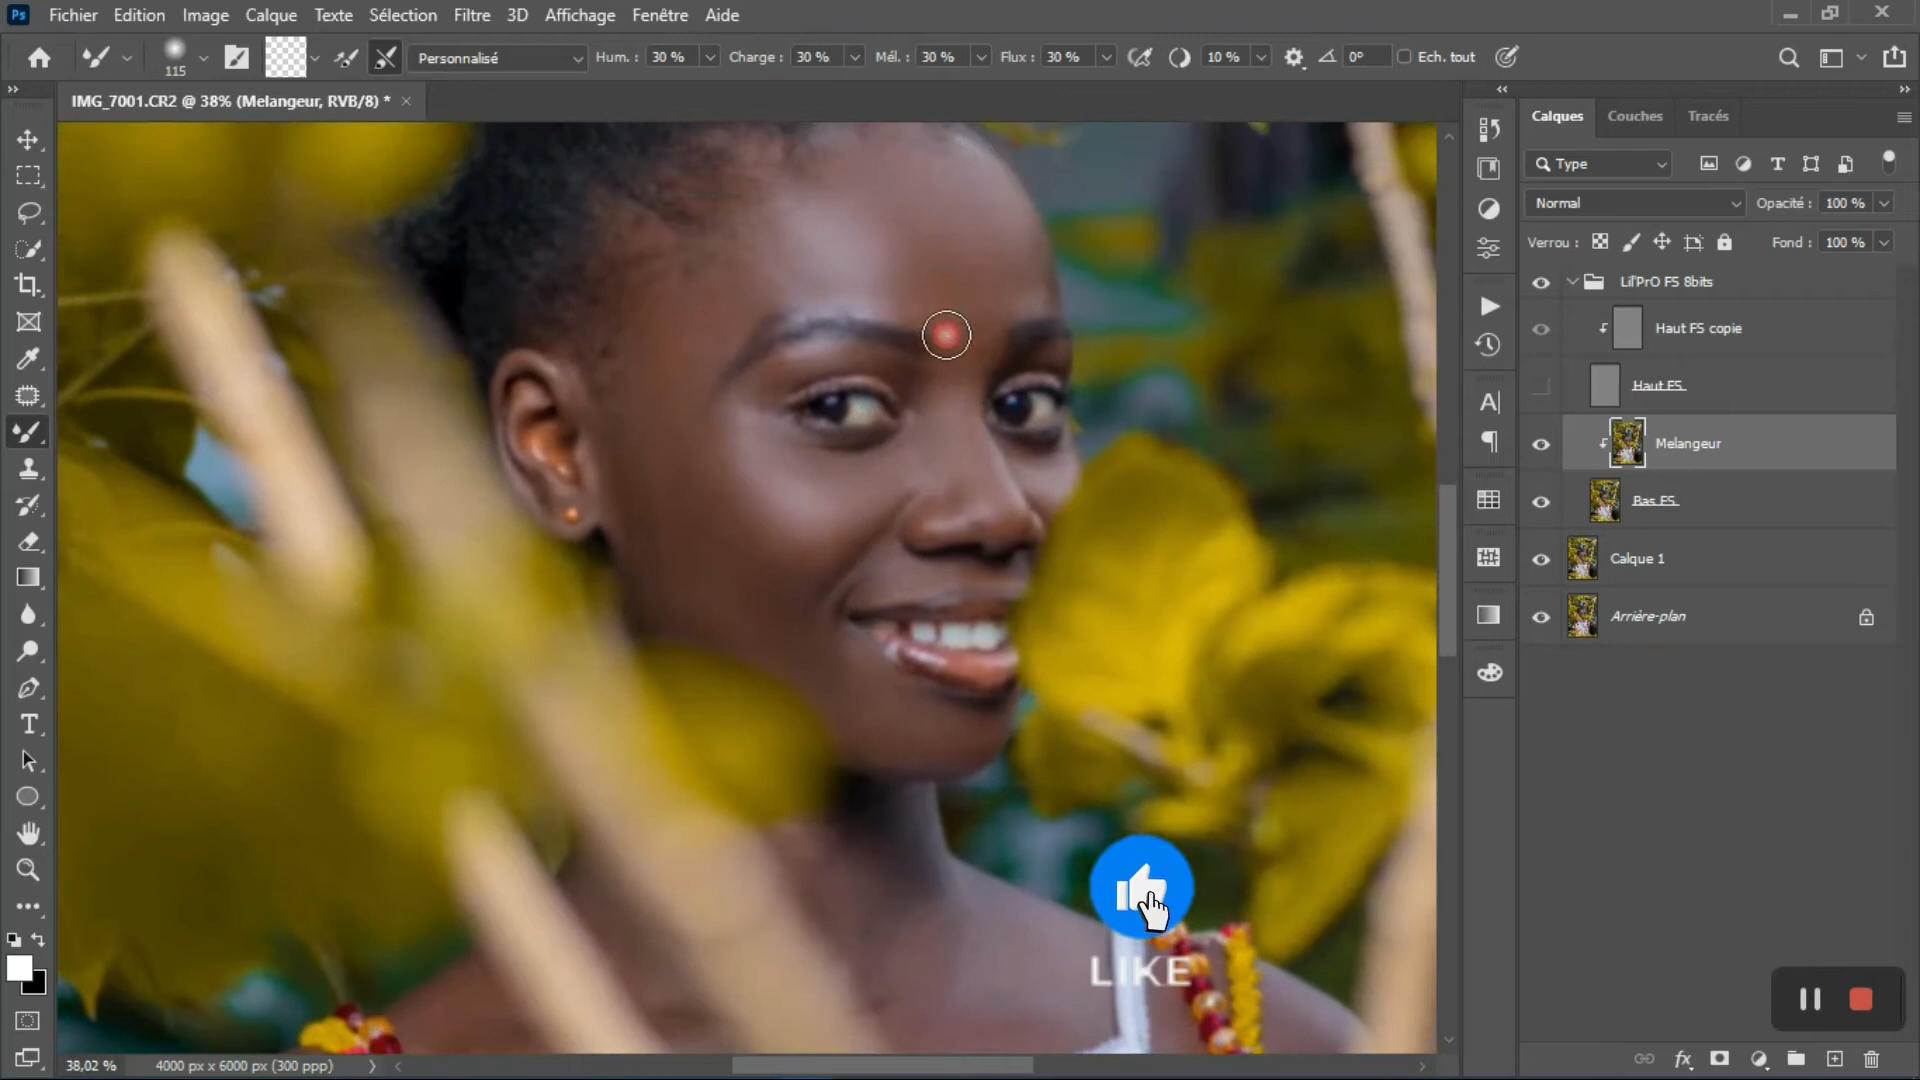 Ps Fichier Edition Image Calque Texte Sélection Filtre 3D Affichage Fenêtre Aide
115 Personnalisé Hum. : 30 % Charge : 30 % Mél. : 30 % Flux : 30 % 10 % 0° Ech. tout
IMG_7001.CR2 @ 38% (Melangeur, RVB/8) *
Calques Couches Tracés
Type
Normal Opacité : 100 %
Verrou : Fond : 100 %
Lil'PrO FS 8bits
Haut FS copie
Haut FS
Melangeur
Bas FS
Calque 1
Arrière-plan
LIKE
38,02 % 4000 px x 6000 px (300 ppp)